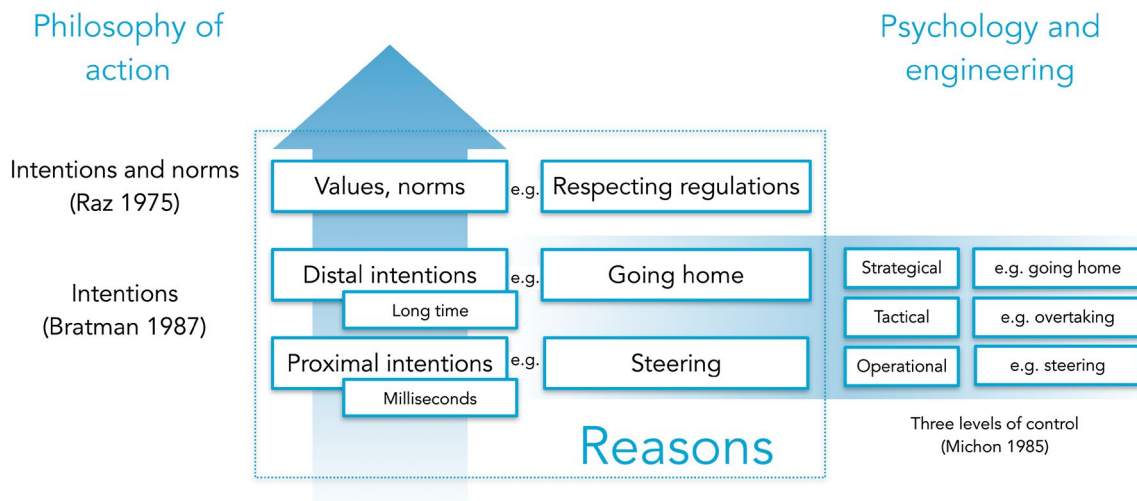 Philosophy of
action
Psychology and
engineering
Intentions and norms
(Raz 1975)
Values, norms
e.g.
Respecting regulations
Intentions
(Bratman 1987)
Distal intentions
Long time
e.g.
Going home
Proximal intentions
Milliseconds
e.g.
Steering
Strategical
e.g. going home
Tactical
e.g. overtaking
Operational
e.g. steering
Three levels of control
(Michon 1985)
Reasons